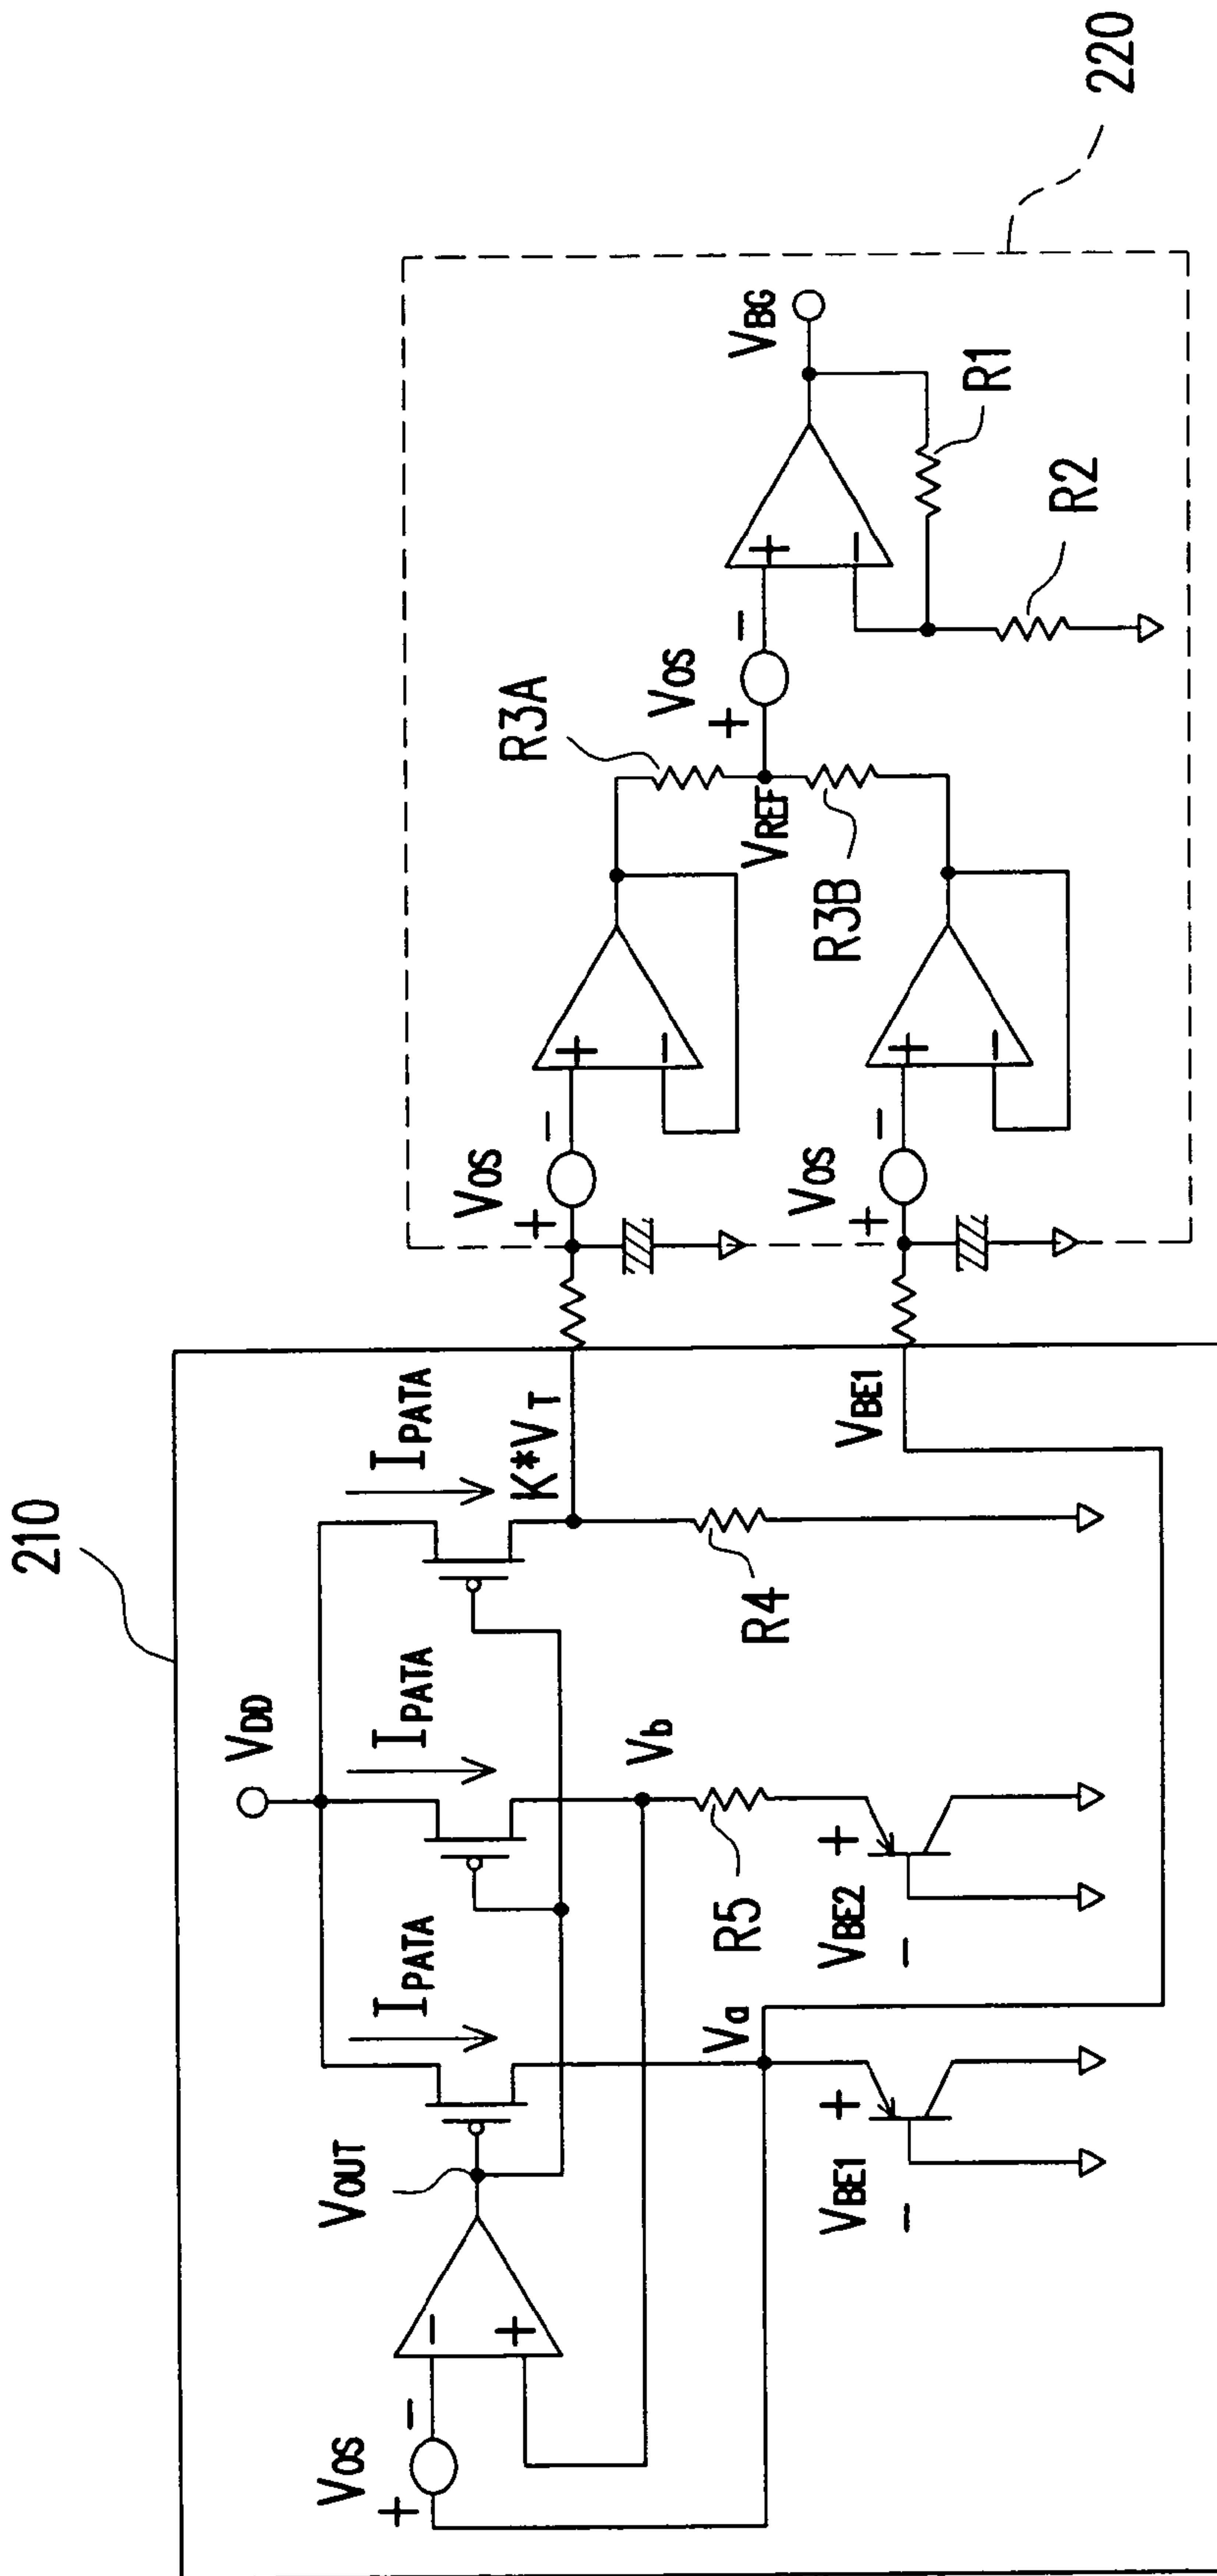 210
VDD
IPATA
IPATA
IPATA
VOUT
VOS
+
-
-
+
Va
Vb
K*VT
R4
R5
VBE1
+
-
VBE2
+
-
VBE1
220
VOS
+
-
+
-
VOS
+
-
+
-
R3A
VREF
R3B
VOS
+
-
+
-
VBG
R1
R2